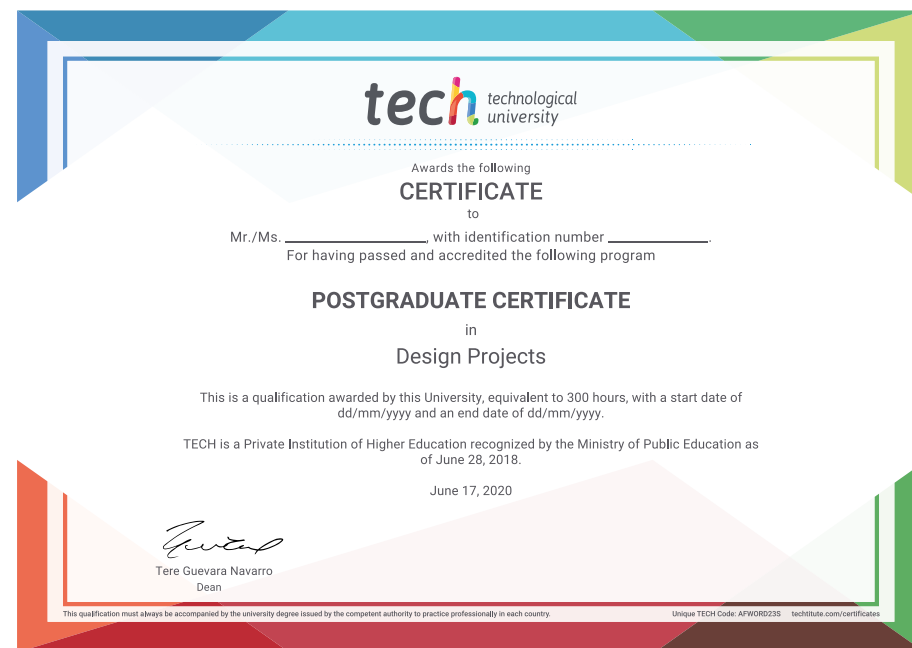 tech technological
university
Awards the following
CERTIFICATE
to
Mr./Ms. ____________________, with identification number ______________.
For having passed and accredited the following program
POSTGRADUATE CERTIFICATE
in
Design Projects
This is a qualification awarded by this University, equivalent to 300 hours, with a start date of
dd/mm/yyyy and an end date of dd/mm/yyyy.
TECH is a Private Institution of Higher Education recognized by the Ministry of Public Education as
of June 28, 2018.
June 17, 2020
Tere Guevara Navarro
Dean
This qualification must always be accompanied by the university degree issued by the competent authority to practice professionally in each country. Unique TECH Code: AFWORD23S techtitute.com/certificates